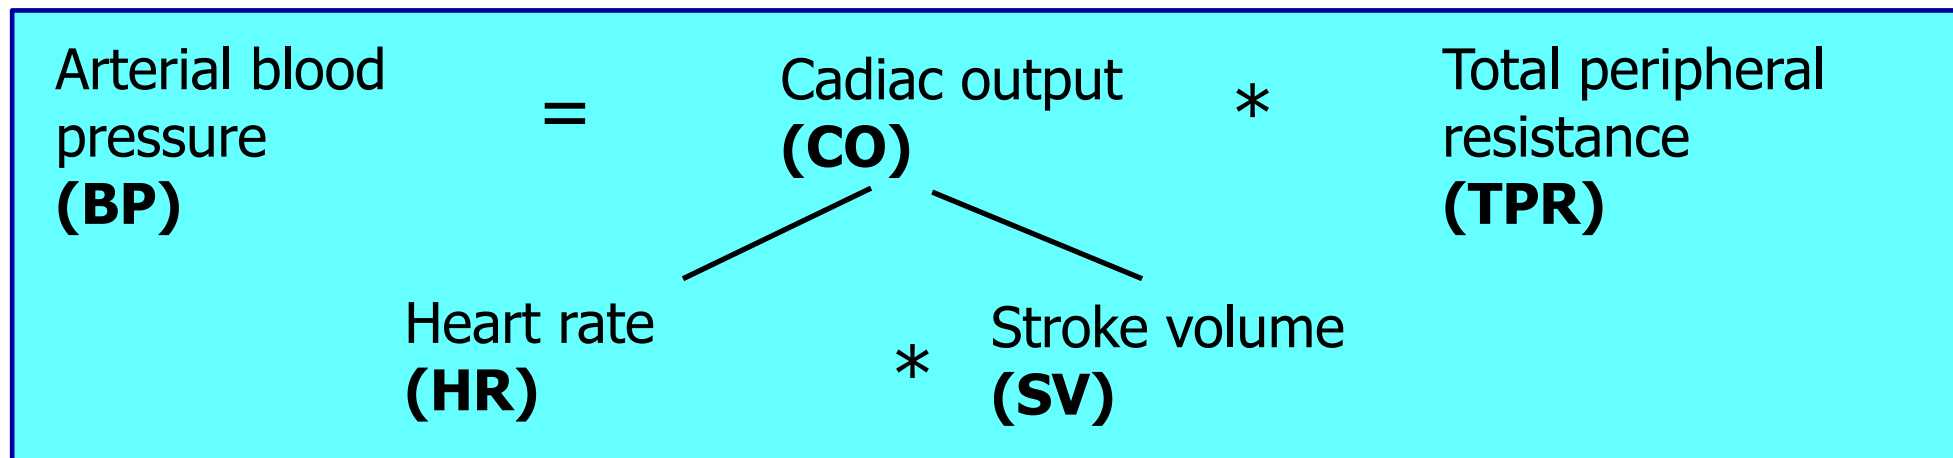 Arterial blood
pressure
(BP)
=
Cadiac output
(CO)
*
Total peripheral
resistance
(TPR)
Heart rate
(HR)
*
Stroke volume
(SV)